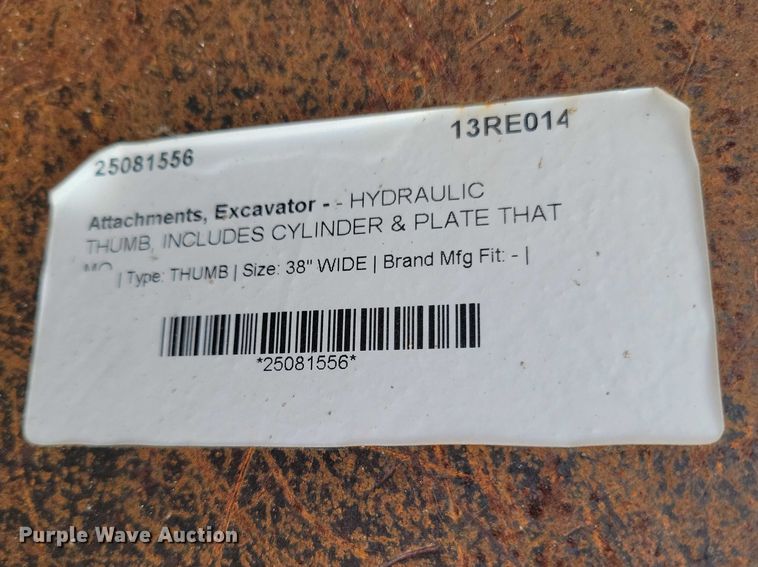 25081556
13RE014
Attachments, Excavator - - HYDRAULIC
THUMB, INCLUDES CYLINDER & PLATE THAT
| Type: THUMB | Size: 38" WIDE | Brand Mfg Fit: - |
*25081556*
Purple Wave Auction